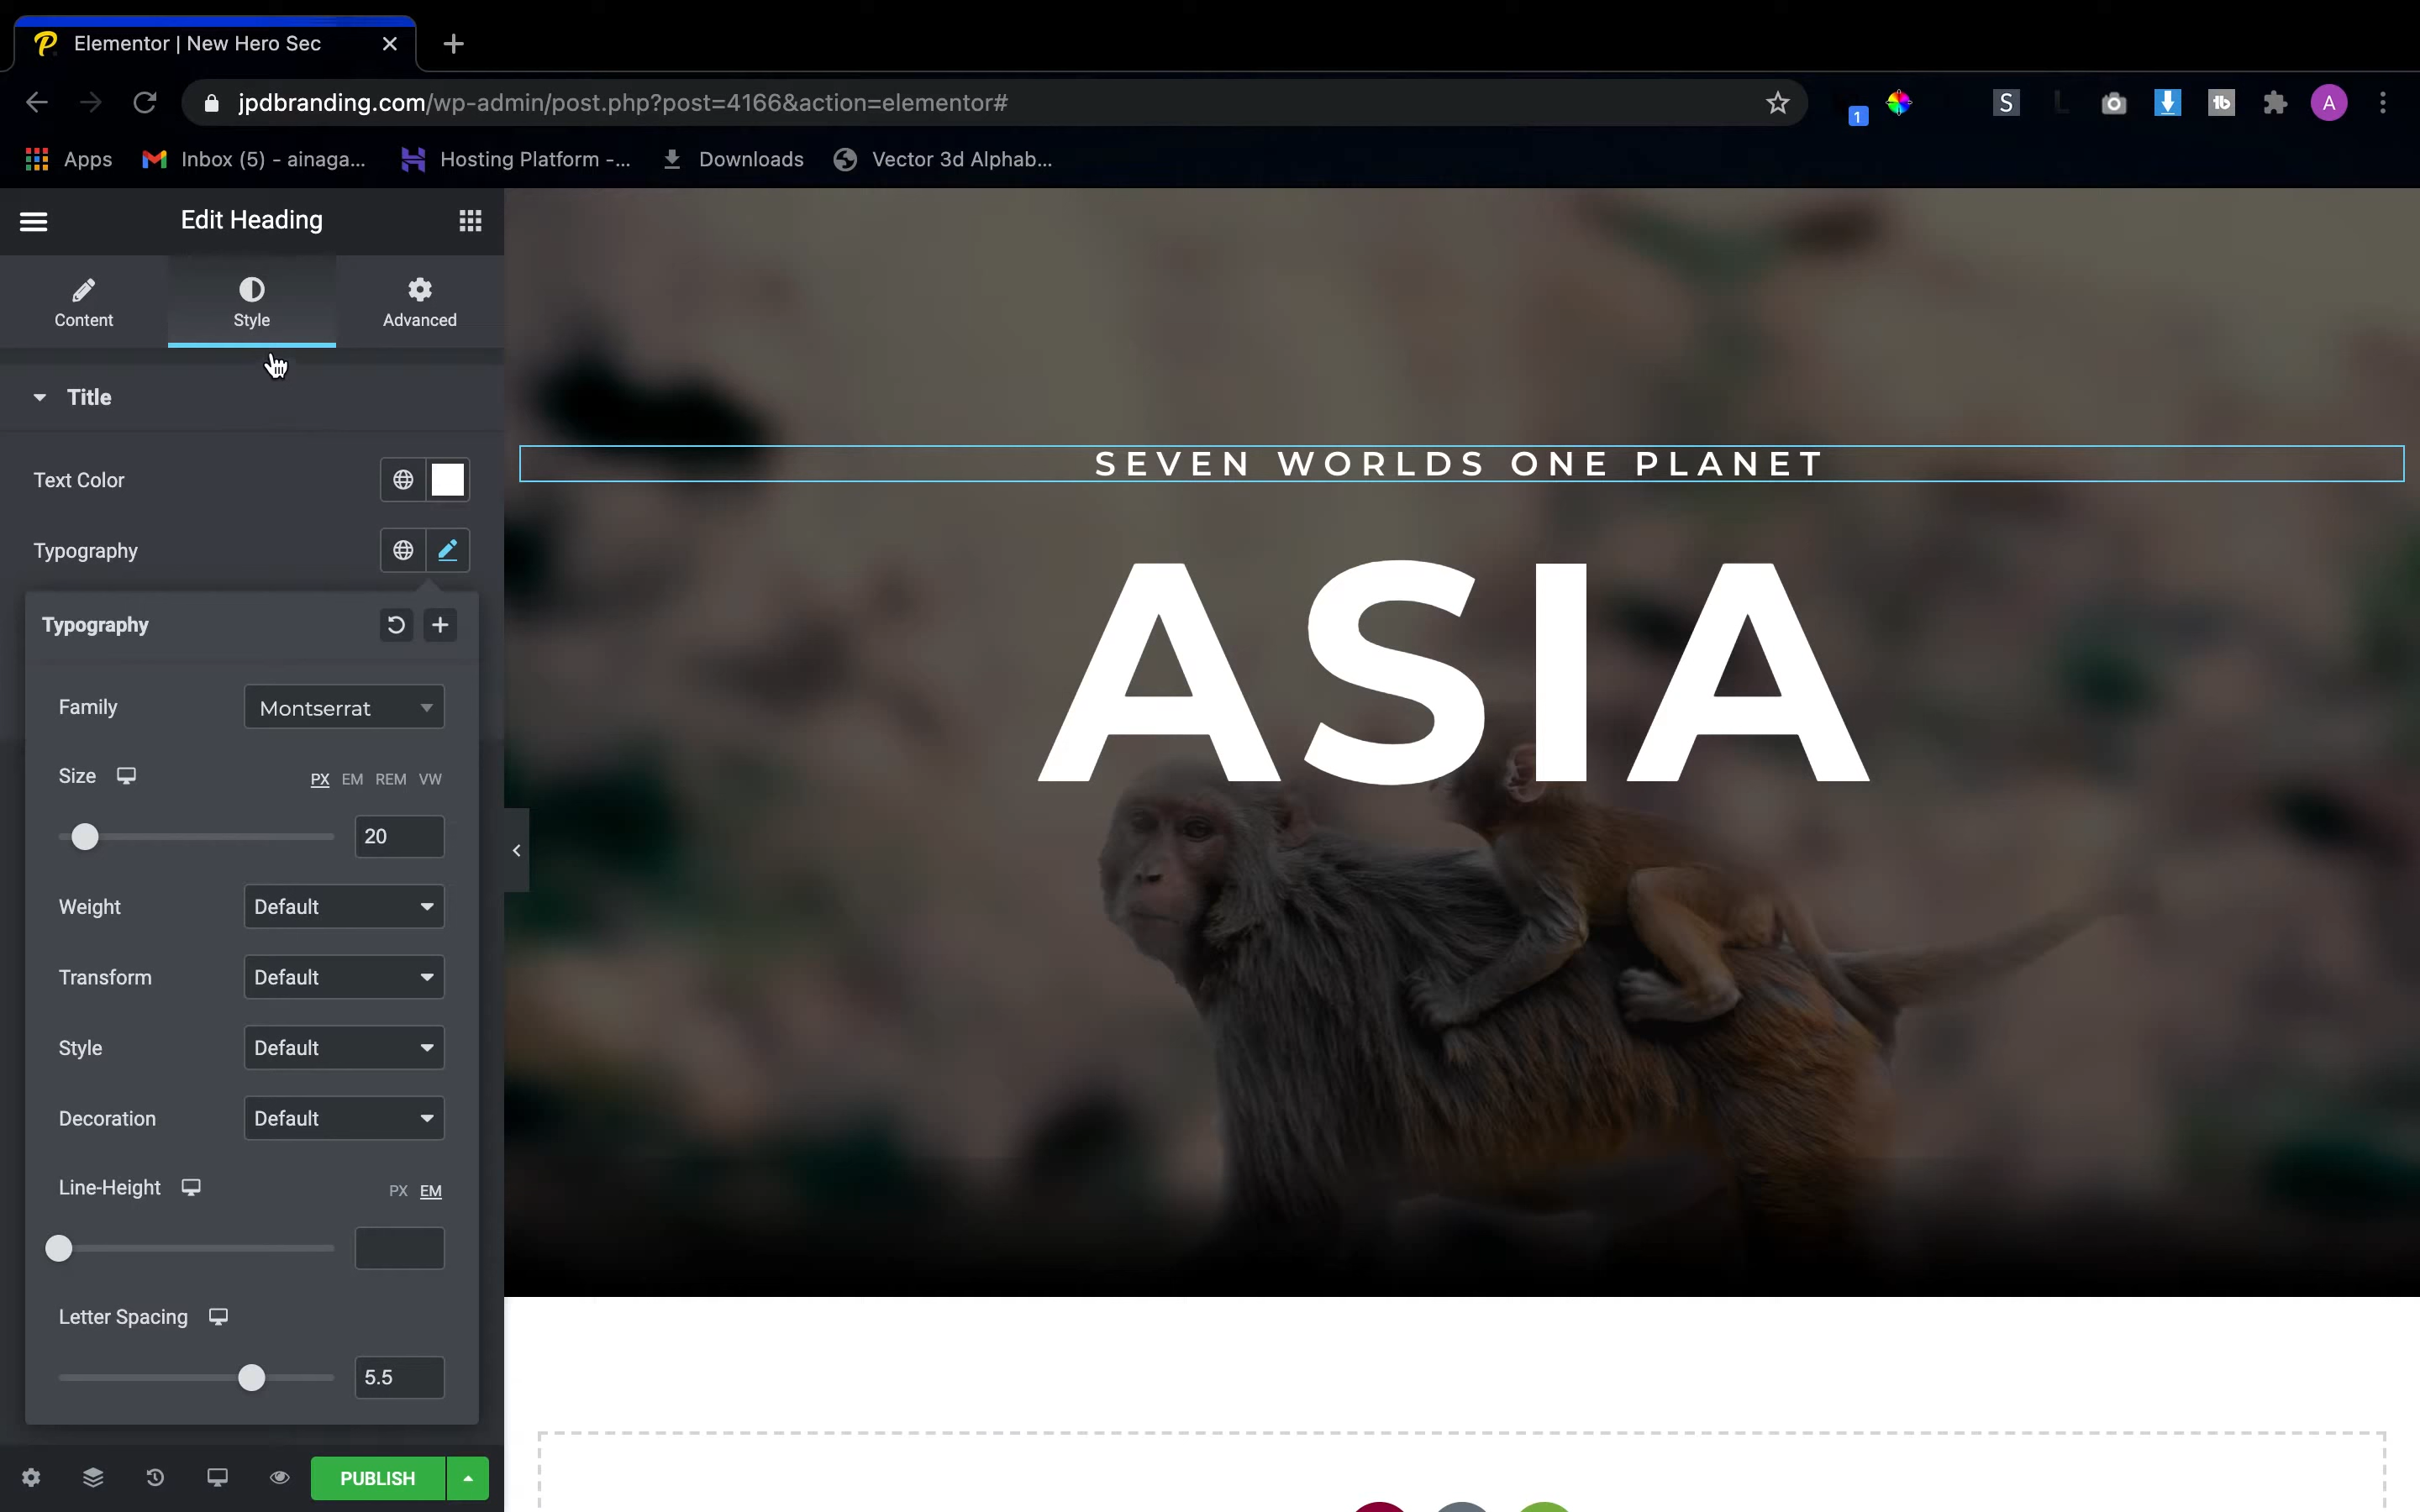 Elementor | New Hero Sec
jpdbranding.com/wp-admin/post.php?post=4166&action=elementor#
1
S
L
tb
A
Apps
Inbox (5) - ainaga...
Hosting Platform -...
Downloads
Vector 3d Alphab...
Edit Heading
Content
Style
Advanced
Title
Text Color
Typography
Typography
Family
Montserrat
Size
PX EM REM VW
20
Weight
Default
Transform
Default
Style
Default
Decoration
Default
Line-Height
PX EM
Letter Spacing
5.5
PUBLISH
SEVEN WORLDS ONE PLANET
ASIA